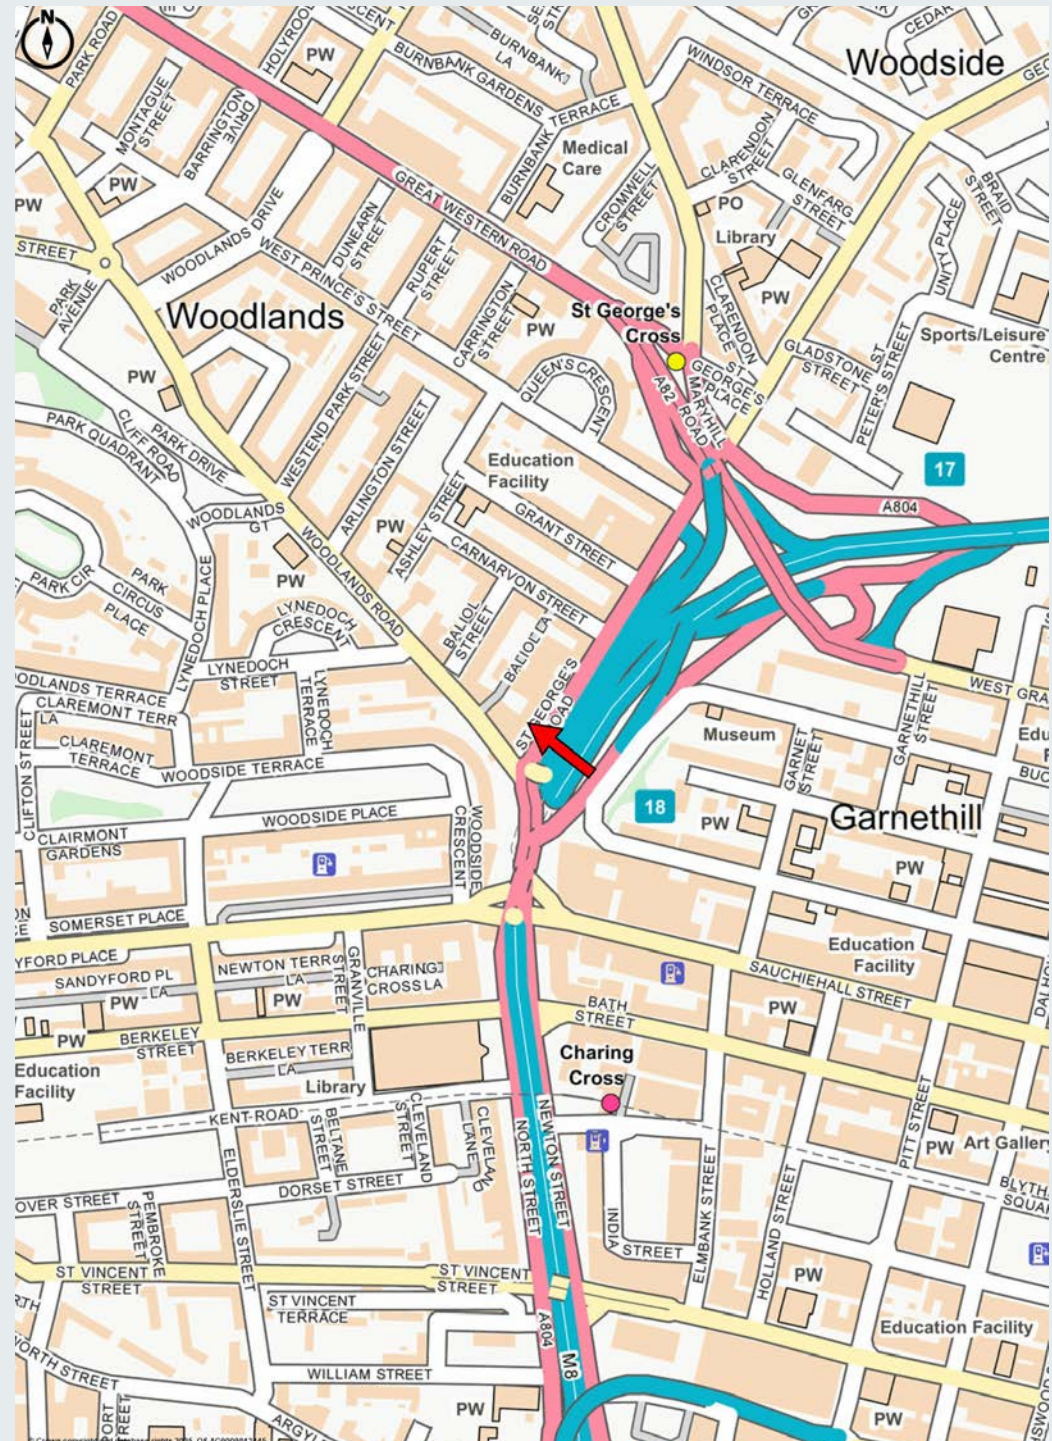 N
Woodside
PARK ROAD
HOLYROOD
CRESCENT
BURNBANK
LA
BURNBANK GARDENS
BURNBANK TERRACE
WINDSOR TERRACE
CEDAR
PW
MONTAGUE
STREET
BARRINGTON
DRIVE
PW
PW
STREET
Medical
Care
CROMWELL
STREET
CLARENDON
STREET
GLENFARG
STREET
BRAID
STREET
PO
Library
UNITY PLACE
GREAT WESTERN ROAD
WOODLANDS DRIVE
DUNEARN
STREET
RUPERT
STREET
WEST PRINCE'S STREET
CARRINGTON
STREET
PARK
AVENUE
Woodlands
PW
St George's
Cross
CLARENDON
PLACE
PW
GLADSTONE
STREET
ST PETER'S STREET
Sports/Leisure
Centre
PW
QUEEN'S CRESCENT
A82
MARYHILL
ROAD
ST
GEORGE'S
PLACE
WESTEND PARK STREET
ARLINGTON STREET
CLIFF ROAD
PARK DRIVE
PARK QUADRANT
Education
Facility
17
A804
WOODLANDS
GT
PW
ASHLEY STREET
GRANT STREET
CARNARVON STREET
PW
WOODLANDS ROAD
PARK CIR
PARK
CIRCUS
PLACE
LYNEDOCH PLACE
LYNEDOCH
CRESCENT
BALIOL
STREET
BALIOL LA
LYNEDOCH
STREET
LYNEDOCH
TERRACE
ST GEORGE'S
ROAD
WEST GRA
GARNETHILL
STREET
ODLANDS TERRACE
CLAREMONT TERR
LA
CLAREMONT
TERRACE
CLIFTON STREET
WOODSIDE TERRACE
Museum
GARNET
STREET
Edu
BUC
18
PW
Garnethill
WOODSIDE PLACE
WOODSIDE
CRESCENT
CLAIRMONT
GARDENS
PW
SOMERSET PLACE
YFORD PLACE
SANDYFORD PL
LA
PW
NEWTON TERR
LA
PW
GRANVILLE
STREET
CHARING
CROSS LA
Education
Facility
SAUCHIEHALL STREET
PW
DALHOU
PW
BERKELEY
STREET
BERKELEY TERR
LA
BATH
STREET
Education
Facility
Library
Charing
Cross
KENT ROAD
BELTANE
STREET
CLEVELAND
STREET
CLEVELAND
LANE
NORTH STREET
NEWTON STREET
PITT STREET
PW
Art Gallery
BLYTH
SQUAR
OVER STREET
PEMBROKE
STREET
ELDERSLIE STREET
DORSET STREET
INDIA STREET
ELMBANK STREET
HOLLAND STREET
ST VINCENT
STREET
ST VINCENT
STREET
PW
ST VINCENT
TERRACE
A804
M8
Education Facility
WILLIAM STREET
PW
PW